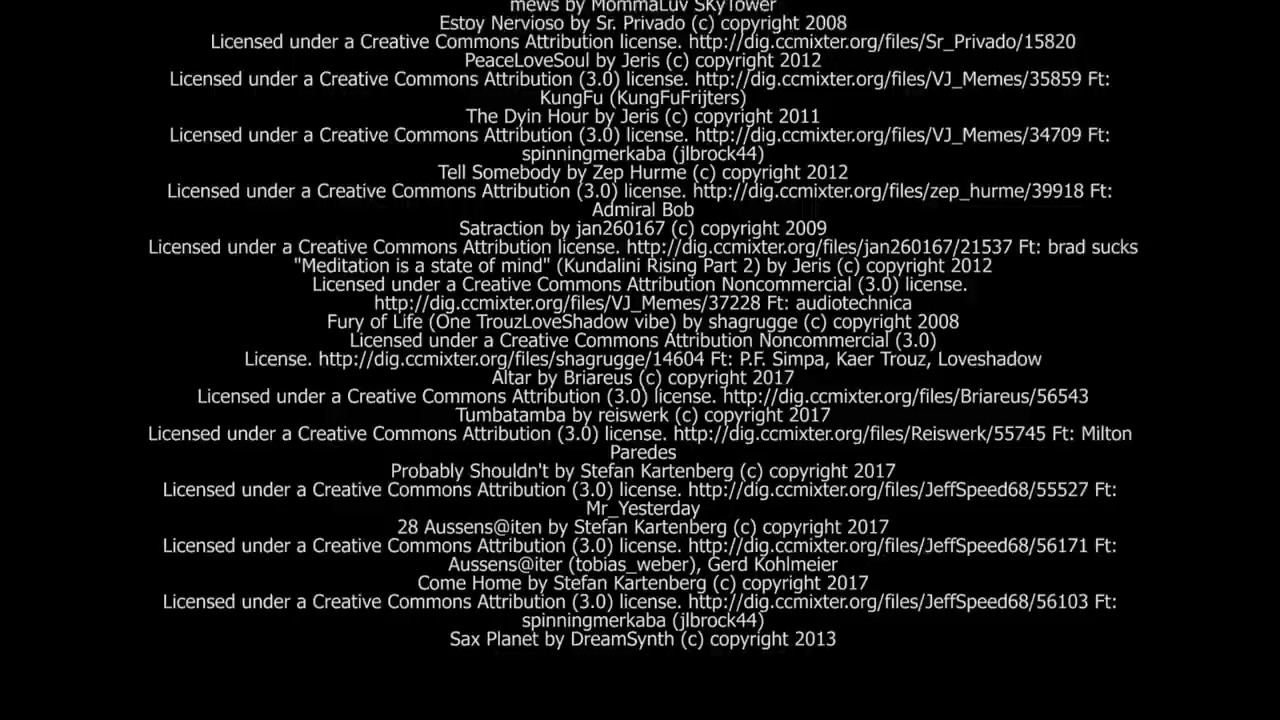 mews by MommaLuv SKyTower
Estoy Nervioso by Sr. Privado (c) copyright 2008
Licensed under a Creative Commons Attribution license. http://dig.ccmixter.org/files/Sr_Privado/15820
PeaceLoveSoul by Jeris (c) copyright 2012
Licensed under a Creative Commons Attribution (3.0) license. http://dig.ccmixter.org/files/VJ_Memes/35859 Ft:
KungFu (KungFuFrijters)
The Dyin Hour by Jeris (c) copyright 2011
Licensed under a Creative Commons Attribution (3.0) license. http://dig.ccmixter.org/files/VJ_Memes/34709 Ft:
spinningmerkaba (jlbrock44)
Tell Somebody by Zep Hurme (c) copyright 2012
Licensed under a Creative Commons Attribution (3.0) license. http://dig.ccmixter.org/files/zep_hurme/39918 Ft:
Admiral Bob
Satraction by jan260167 (c) copyright 2009
Licensed under a Creative Commons Attribution license. http://dig.ccmixter.org/files/jan260167/21537 Ft: brad sucks
"Meditation is a state of mind" (Kundalini Rising Part 2) by Jeris (c) copyright 2012
Licensed under a Creative Commons Attribution Noncommercial (3.0) license.
http://dig.ccmixter.org/files/VJ_Memes/37228 Ft: audiotechnica
Fury of Life (One TrouzLoveShadow vibe) by shagrugge (c) copyright 2008
Licensed under a Creative Commons Attribution Noncommercial (3.0)
License. http://dig.ccmixter.org/files/shagrugge/14604 Ft: P.F. Simpa, Kaer Trouz, Loveshadow
Altar by Briareus (c) copyright 2017
Licensed under a Creative Commons Attribution (3.0) license. http://dig.ccmixter.org/files/Briareus/56543
Tumbatamba by reiswerk (c) copyright 2017
Licensed under a Creative Commons Attribution (3.0) license. http://dig.ccmixter.org/files/Reiswerk/55745 Ft: Milton
Paredes
Probably Shouldn't by Stefan Kartenberg (c) copyright 2017
Licensed under a Creative Commons Attribution (3.0) license. http://dig.ccmixter.org/files/JeffSpeed68/55527 Ft:
Mr_Yesterday
28 Aussens@iten by Stefan Kartenberg (c) copyright 2017
Licensed under a Creative Commons Attribution (3.0) license. http://dig.ccmixter.org/files/JeffSpeed68/56171 Ft:
Aussens@iter (tobias_weber), Gerd Kohlmeier
Come Home by Stefan Kartenberg (c) copyright 2017
Licensed under a Creative Commons Attribution (3.0) license. http://dig.ccmixter.org/files/JeffSpeed68/56103 Ft:
spinningmerkaba (jlbrock44)
Sax Planet by DreamSynth (c) copyright 2013